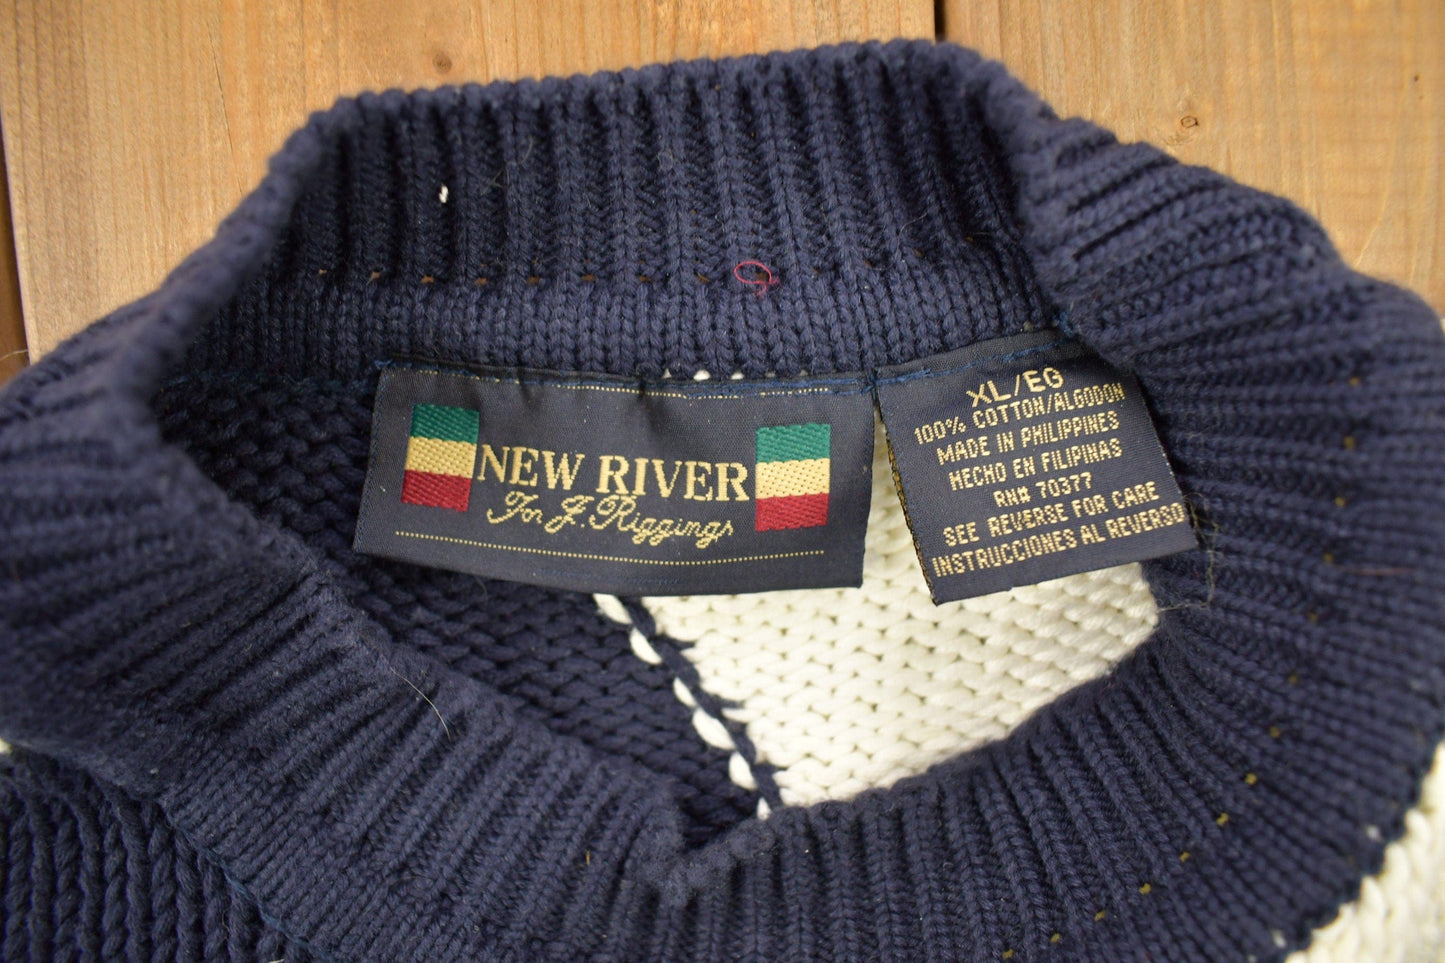 NEW RIVER
For J. Riggings
XL/EG
100% COTTON/ALGODON
MADE IN PHILIPPINES
HECHO EN FILIPINAS
RN# 70377
SEE REVERSE FOR CARE
INSTRUCCIONES AL REVERSO